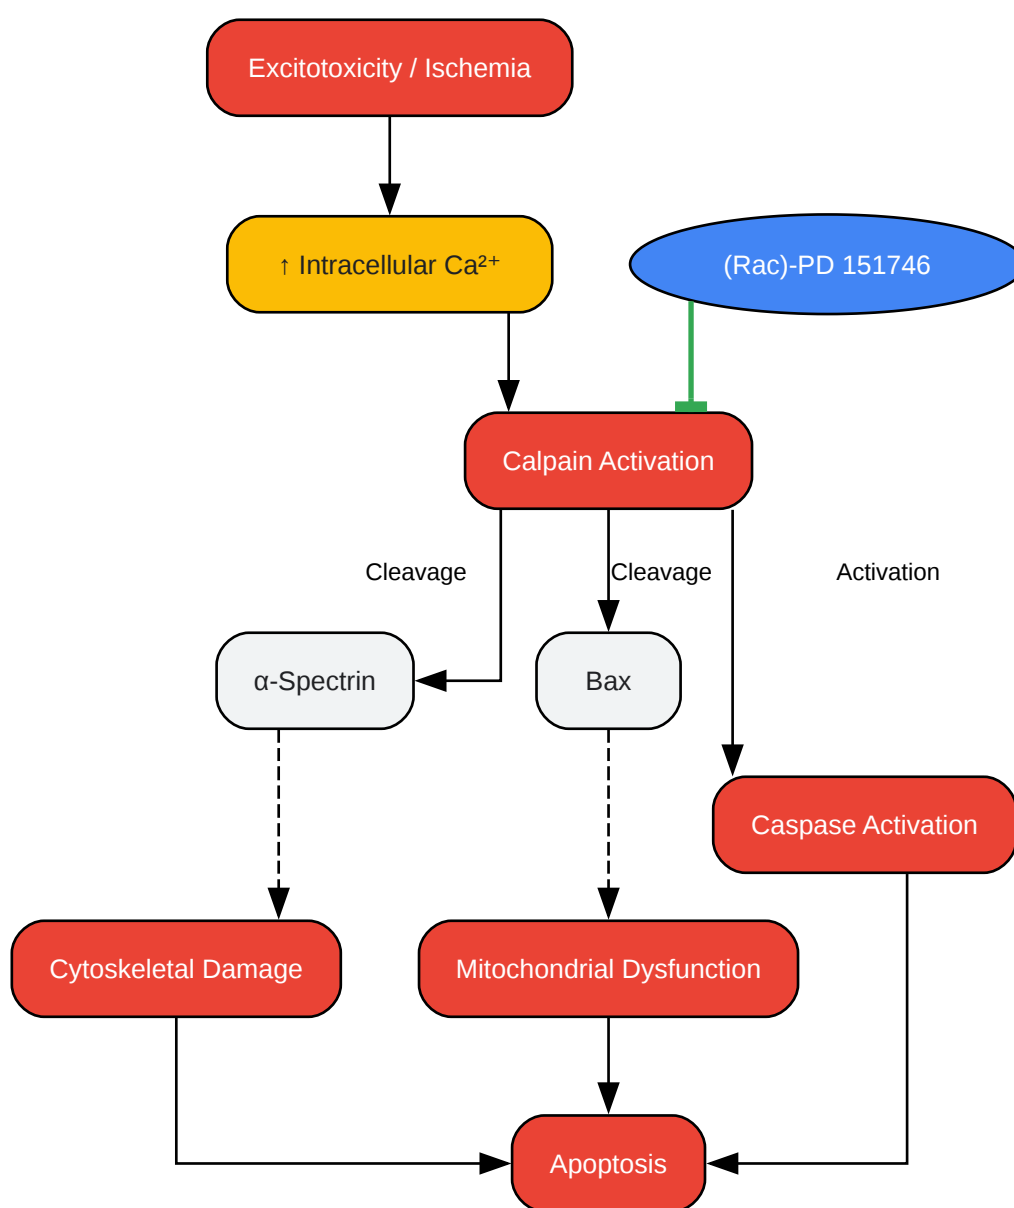 Excitotoxicity / Ischemia
↑ Intracellular Ca²⁺
(Rac)-PD 151746
Calpain Activation
Cleavage
Cleavage
Activation
α-Spectrin
Bax
Caspase Activation
Cytoskeletal Damage
Mitochondrial Dysfunction
Apoptosis